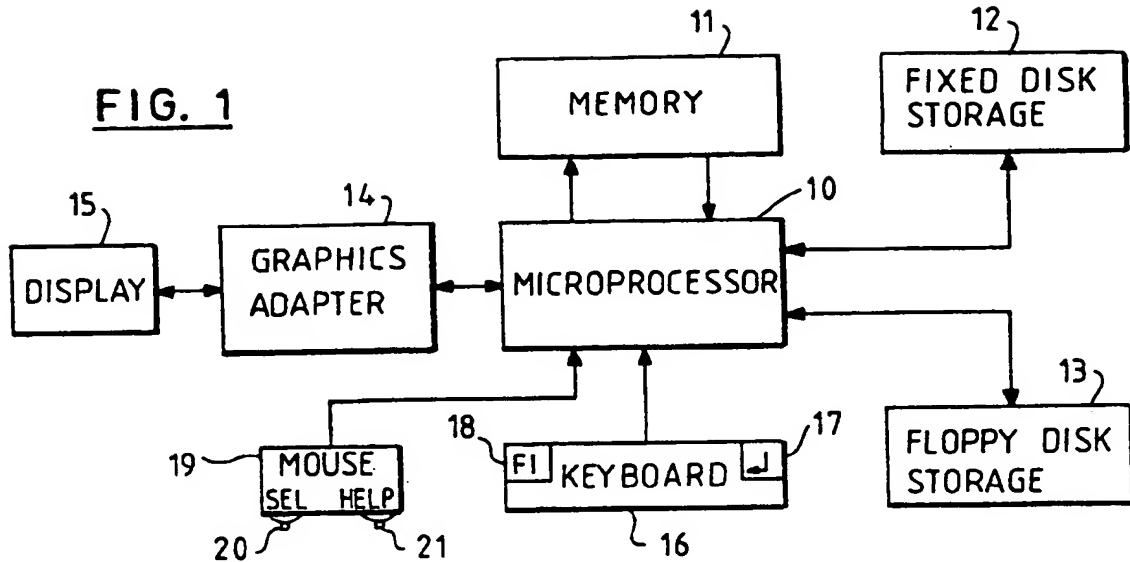 FIG. 1
11
MEMORY
12
FIXED DISK
STORAGE
10
MICROPROCESSOR
14
GRAPHICS
ADAPTER
15
DISPLAY
13
FLOPPY DISK
STORAGE
19
MOUSE
SEL HELP
20 21
18
F1
KEYBOARD
↵
17
16